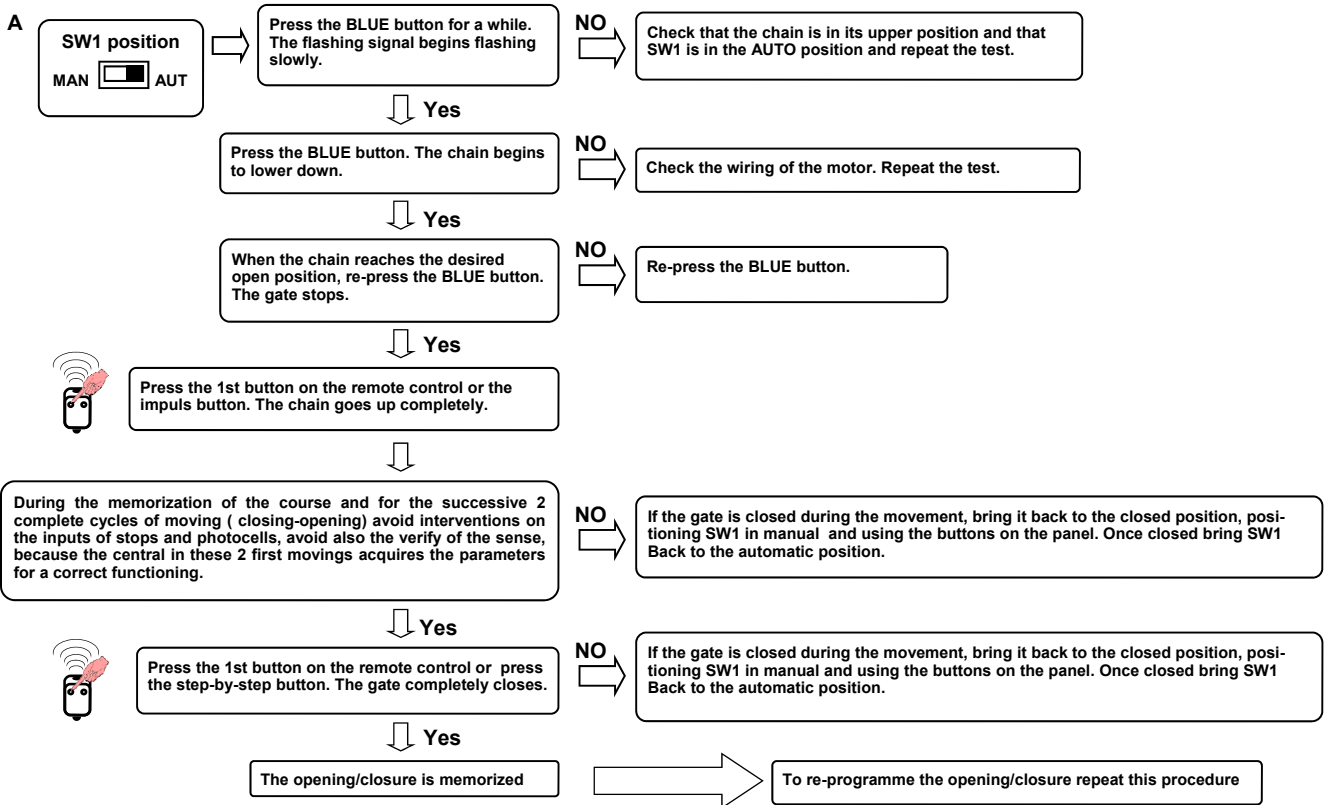 A
SW1 position
MAN AUT
Press the BLUE button for a while.
The flashing signal begins flashing
slowly.
NO
Check that the chain is in its upper position and that
SW1 is in the AUTO position and repeat the test.
Yes
Press the BLUE button. The chain begins
to lower down.
NO
Check the wiring of the motor. Repeat the test.
Yes
When the chain reaches the desired
open position, re-press the BLUE button.
The gate stops.
NO
Re-press the BLUE button.
Yes
Press the 1st button on the remote control or the
impuls button. The chain goes up completely.
During the memorization of the course and for the successive 2
complete cycles of moving ( closing-opening) avoid interventions on
the inputs of stops and photocells, avoid also the verify of the sense,
because the central in these 2 first movings acquires the parameters
for a correct functioning.
NO
If the gate is closed during the movement, bring it back to the closed position, posi-
tioning SW1 in manual and using the buttons on the panel. Once closed bring SW1
Back to the automatic position.
Yes
Press the 1st button on the remote control or press
the step-by-step button. The gate completely closes.
NO
If the gate is closed during the movement, bring it back to the closed position, posi-
tioning SW1 in manual and using the buttons on the panel. Once closed bring SW1
Back to the automatic position.
Yes
The opening/closure is memorized
To re-programme the opening/closure repeat this procedure